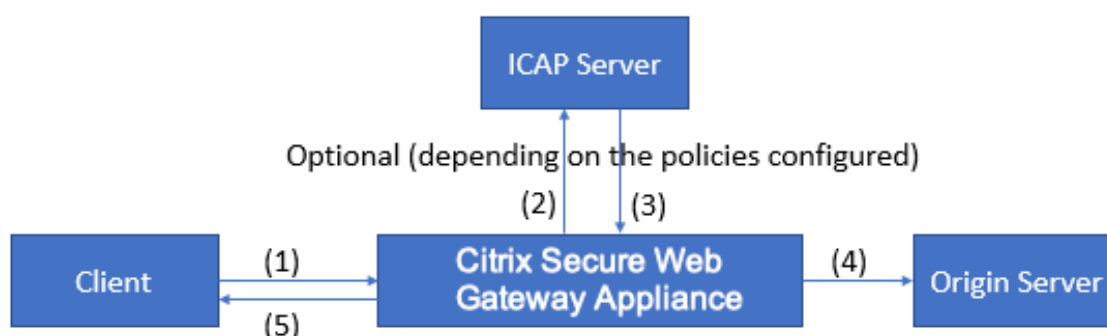 ICAP Server
Optional (depending on the policies configured)
(2)
(3)
Client
(1)
Citrix Secure Web
Gateway Appliance
(4)
Origin Server
(5)